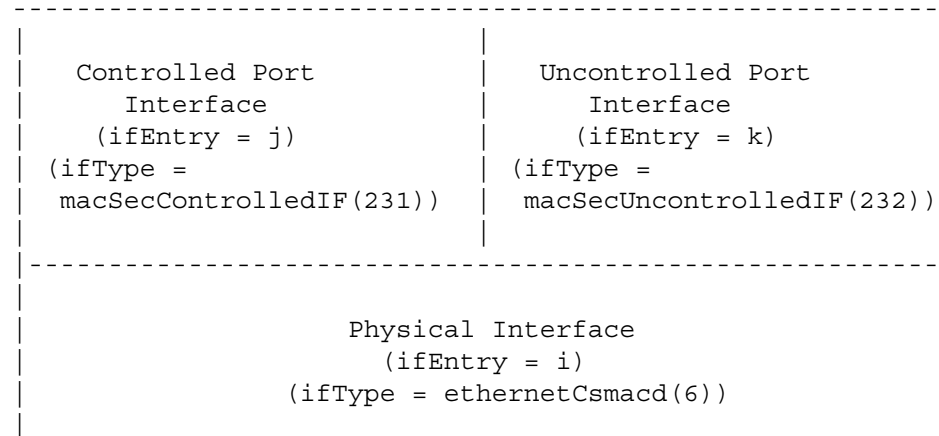 Controlled Port Uncontrolled Port
Interface Interface
(ifEntry = j) (ifEntry = k)
(ifType = (ifType =
macSecControlledIF(231)) macSecUncontrolledIF(232))
Physical Interface
(ifEntry = i)
(ifType = ethernetCsmacd(6))